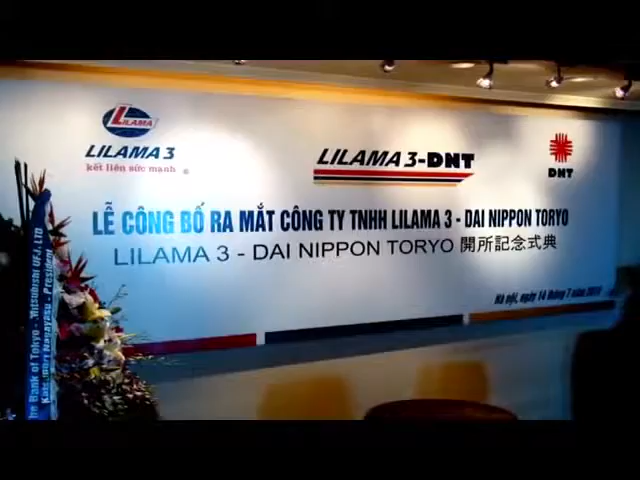 LILAMA
LILAMA 3
kết liên sức mạnh
LILAMA 3-DNT
DNT
LỄ CÔNG BỐ RA MẮT CÔNG TY TNHH LILAMA 3 - DAI NIPPON TORYO
LILAMA 3 - DAI NIPPON TORYO 開所記念式典
Hà nội, ngày 14 tháng 7 năm
The Bank of Tokyo - Mitsubishi UFJ, LTD
President